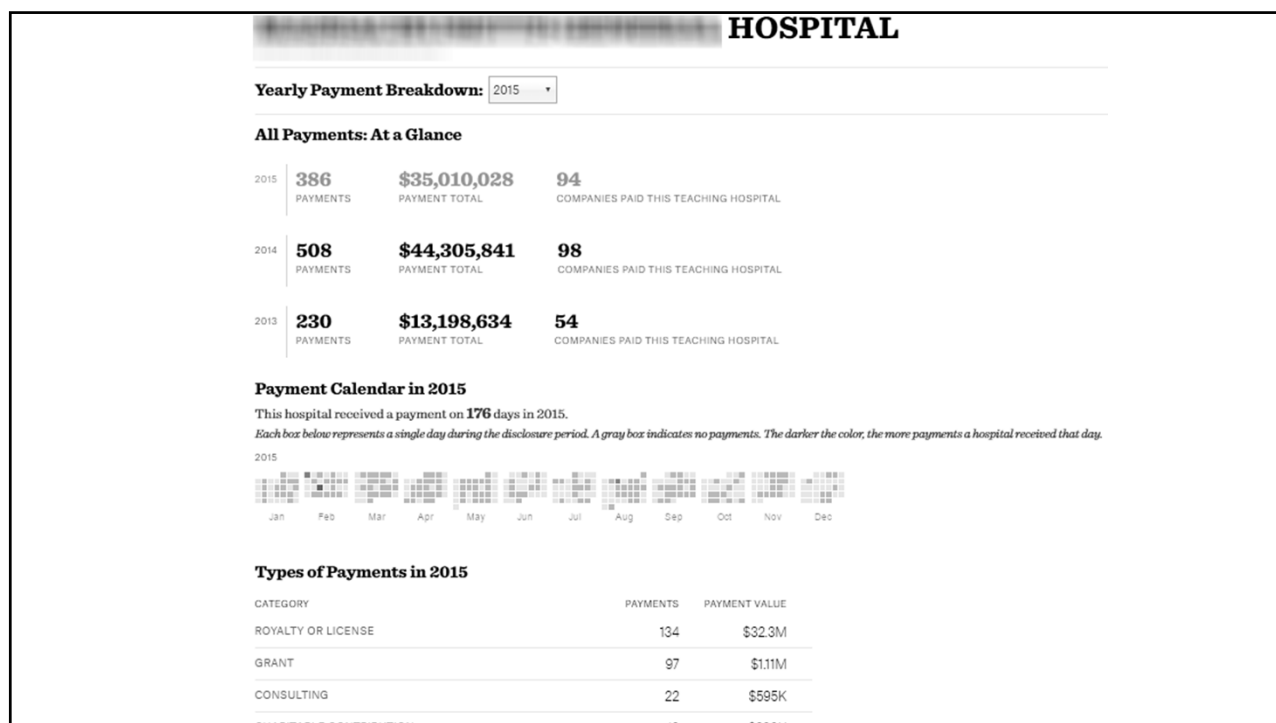 HOSPITAL
Yearly Payment Breakdown: 2015
All Payments: At a Glance
2015 386 $35,010,028 94
PAYMENTS PAYMENT TOTAL COMPANIES PAID THIS TEACHING HOSPITAL
2014 508 $44,305,841 98
PAYMENTS PAYMENT TOTAL COMPANIES PAID THIS TEACHING HOSPITAL
2013 230 $13,198,634 54
PAYMENTS PAYMENT TOTAL COMPANIES PAID THIS TEACHING HOSPITAL
Payment Calendar in 2015
This hospital received a payment on 176 days in 2015.
Each box below represents a single day during the disclosure period. A gray box indicates no payments. The darker the color, the more payments a hospital received that day.
2015
Jan Feb Mar Apr May Jun Jul Aug Sep Oct Nov Dec
Types of Payments in 2015
CATEGORY PAYMENTS PAYMENT VALUE
ROYALTY OR LICENSE 134 $32.3M
GRANT 97 $1.11M
CONSULTING 22 $595K